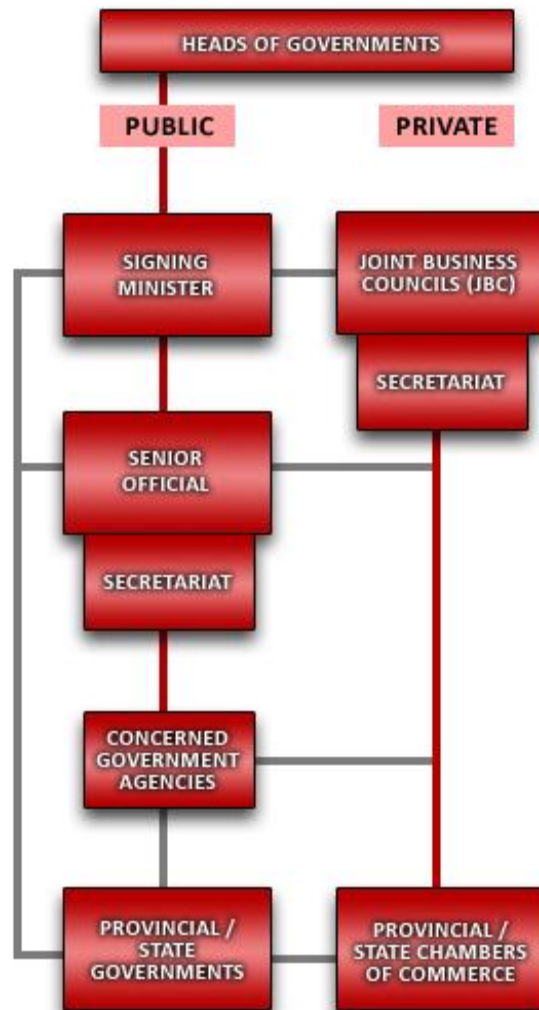 HEADS OF GOVERNMENTS
PUBLIC
PRIVATE
SIGNING
MINISTER
JOINT BUSINESS
COUNCILS (JBC)
SECRETARIAT
SENIOR
OFFICIAL
SECRETARIAT
CONCERNED
GOVERNMENT
AGENCIES
PROVINCIAL /
STATE
GOVERNMENTS
PROVINCIAL /
STATE CHAMBERS
OF COMMERCE